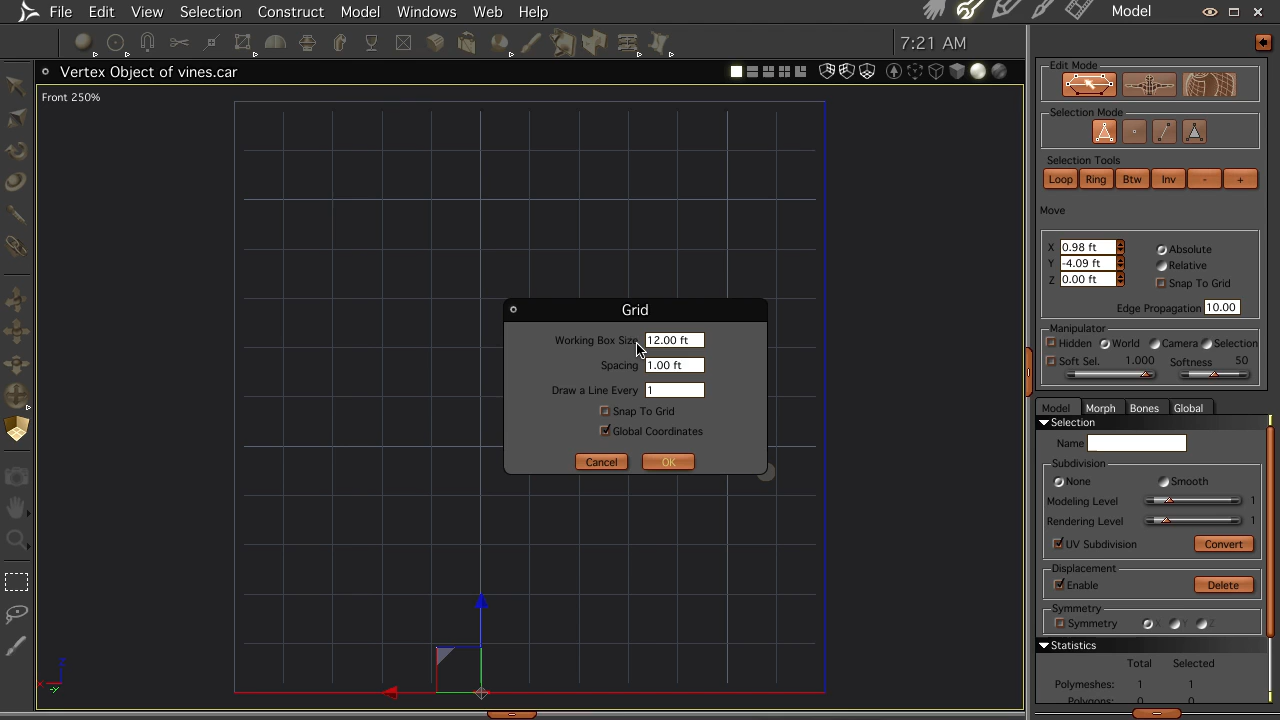 File Edit View Selection Construct Model Windows Web Help
Model
7:21 AM
Vertex Object of vines.car
Front 250%
Grid
Working Box Size 12.00 ft
Spacing 1.00 ft
Draw a Line Every 1
Snap To Grid
Global Coordinates
Cancel OK
Edit Mode
Selection Mode
Selection Tools
Loop Ring Btw Inv - +
Move
X 0.98 ft Absolute
Y -4.09 ft Relative
Z 0.00 ft Snap To Grid
Edge Propagation 10.00
Manipulator
Hidden World Camera Selection
Soft Sel. 1.000 Softness 50
Model Morph Bones Global
Selection
Name
Subdivision
None Smooth
Modeling Level 1
Rendering Level 1
UV Subdivision Convert
Displacement
Enable Delete
Symmetry
Symmetry X Y Z
Statistics
Total Selected
Polymeshes: 1 1
Polygons: 0 0